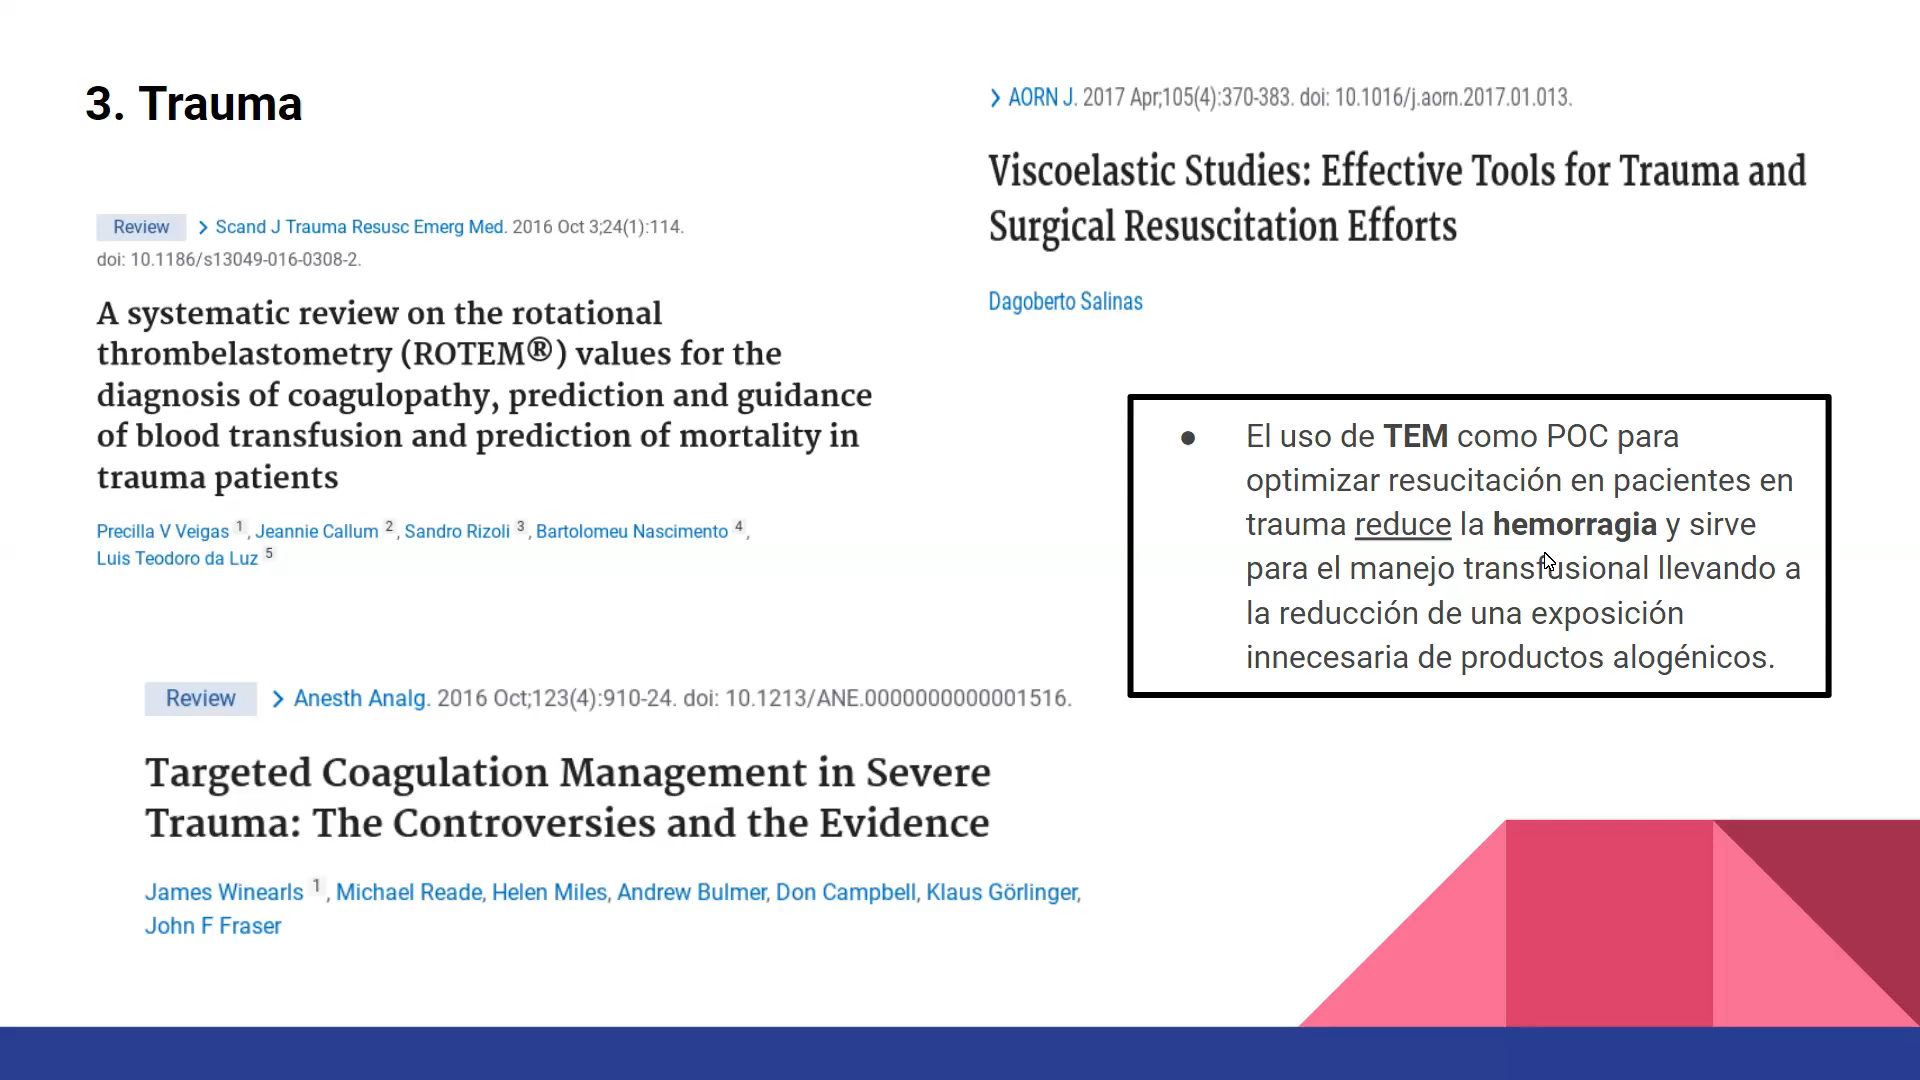 3. Trauma
Review > Scand J Trauma Resusc Emerg Med. 2016 Oct 3;24(1):114.
doi: 10.1186/s13049-016-0308-2.
A systematic review on the rotational
thrombelastometry (ROTEM®) values for the
diagnosis of coagulopathy, prediction and guidance
of blood transfusion and prediction of mortality in
trauma patients
Precilla V Veigas 1, Jeannie Callum 2, Sandro Rizoli 3, Bartolomeu Nascimento 4,
Luis Teodoro da Luz 5
> AORN J. 2017 Apr;105(4):370-383. doi: 10.1016/j.aorn.2017.01.013.
Viscoelastic Studies: Effective Tools for Trauma and
Surgical Resuscitation Efforts
Dagoberto Salinas
● El uso de TEM como POC para
optimizar resucitación en pacientes en
trauma reduce la hemorragia y sirve
para el manejo transfusional llevando a
la reducción de una exposición
innecesaria de productos alogénicos.
Review > Anesth Analg. 2016 Oct;123(4):910-24. doi: 10.1213/ANE.0000000000001516.
Targeted Coagulation Management in Severe
Trauma: The Controversies and the Evidence
James Winearls 1, Michael Reade, Helen Miles, Andrew Bulmer, Don Campbell, Klaus Görlinger,
John F Fraser